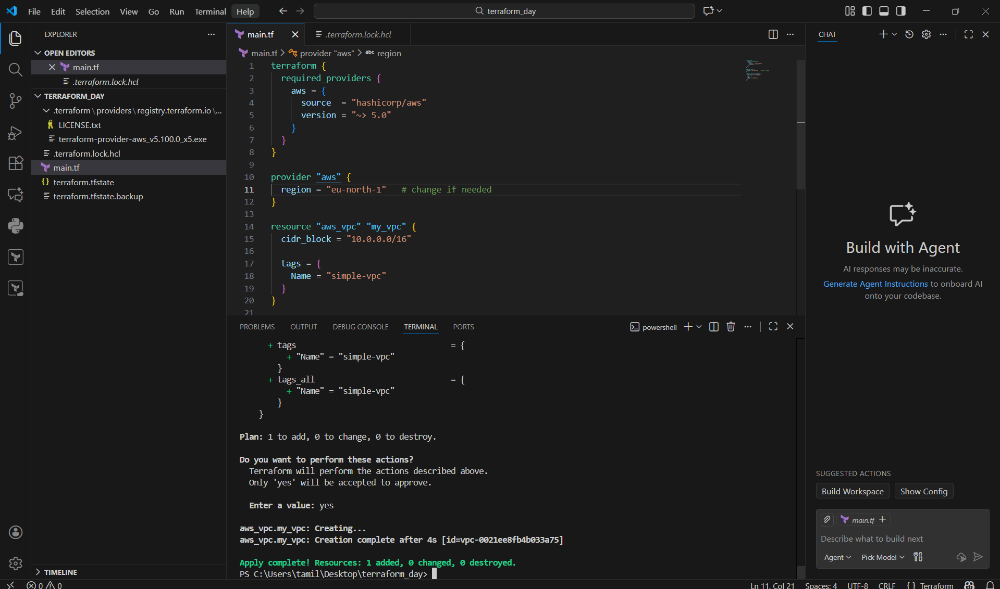 File Edit Selection View Go Run Terminal Help
terraform_day
EXPLORER
OPEN EDITORS
main.tf
.terraform.lock.hcl
TERRAFORM_DAY
.terraform\providers\registry.terraform.io\...
LICENSE.txt
terraform-provider-aws_v5.100.0_x5.exe
.terraform.lock.hcl
main.tf
terraform.tfstate
terraform.tfstate.backup
TIMELINE
main.tf .terraform.lock.hcl
main.tf > provider "aws" > abc region
1 terraform {
2   required_providers {
3     aws = {
4       source  = "hashicorp/aws"
5       version = "~> 5.0"
6     }
7   }
8 }
9
10 provider "aws" {
11   region = "eu-north-1"   # change if needed
12 }
13
14 resource "aws_vpc" "my_vpc" {
15   cidr_block = "10.0.0.0/16"
16
17   tags = {
18     Name = "simple-vpc"
19   }
20 }
21
PROBLEMS OUTPUT DEBUG CONSOLE TERMINAL PORTS
powershell
+ tags = {
+ "Name" = "simple-vpc"
}
+ tags_all = {
+ "Name" = "simple-vpc"
}
}
Plan: 1 to add, 0 to change, 0 to destroy.
Do you want to perform these actions?
Terraform will perform the actions described above.
Only 'yes' will be accepted to approve.
Enter a value: yes
aws_vpc.my_vpc: Creating...
aws_vpc.my_vpc: Creation complete after 4s [id=vpc-0021ee8fb4b033a75]
Apply complete! Resources: 1 added, 0 changed, 0 destroyed.
PS C:\Users\tamil\Desktop\terraform_day>
CHAT
Build with Agent
AI responses may be inaccurate.
Generate Agent Instructions to onboard AI
onto your codebase.
SUGGESTED ACTIONS
Build Workspace Show Config
main.tf +
Describe what to build next
Agent Pick Model
0 0
Ln 11, Col 21 Spaces: 4 UTF-8 CRLF {} Terraform